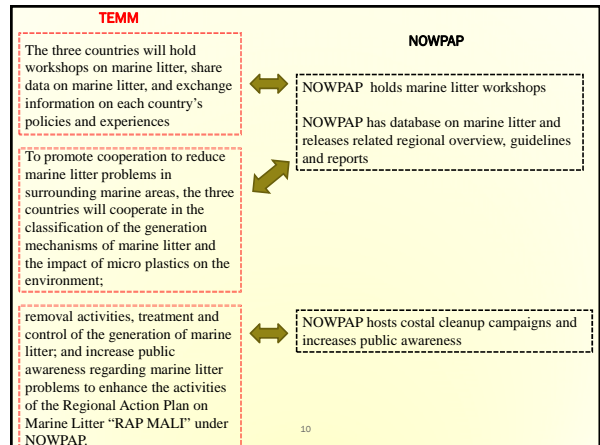 TEMM
The three countries will hold
workshops on marine litter, share
data on marine litter, and exchange
information on each country's
policies and experiences
To promote cooperation to reduce
marine litter problems in
surrounding marine areas, the three
countries will cooperate in the
classification of the generation
mechanisms of marine litter and
the impact of micro plastics on the
environment;
removal activities, treatment and
control of the generation of marine
litter; and increase public
awareness regarding marine litter
problems to enhance the activities
of the Regional Action Plan on
Marine Litter “RAP MALI” under
NOWPAP.
NOWPAP
NOWPAP holds marine litter workshops
NOWPAP has database on marine litter and
releases related regional overview, guidelines
and reports
NOWPAP hosts costal cleanup campaigns and
increases public awareness
10